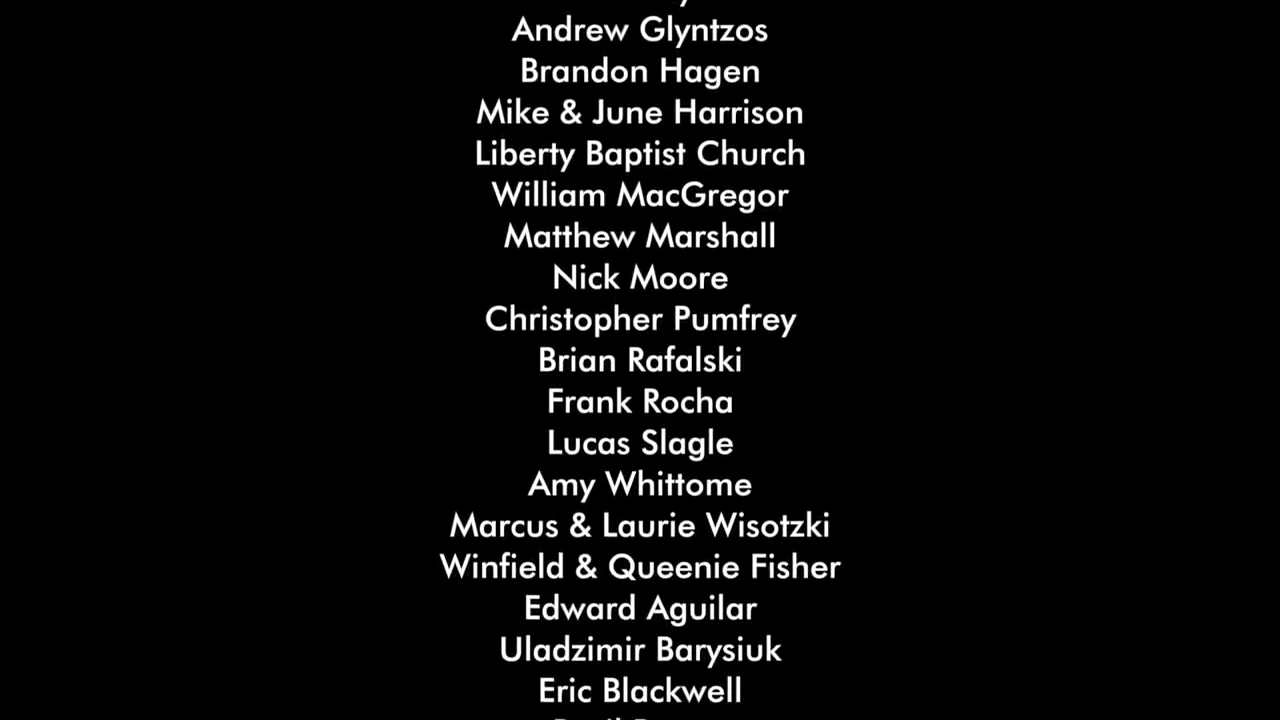 Andrew Glyntzos
Brandon Hagen
Mike & June Harrison
Liberty Baptist Church
William MacGregor
Matthew Marshall
Nick Moore
Christopher Pumfrey
Brian Rafalski
Frank Rocha
Lucas Slagle
Amy Whittome
Marcus & Laurie Wisotzki
Winfield & Queenie Fisher
Edward Aguilar
Uladzimir Barysiuk
Eric Blackwell